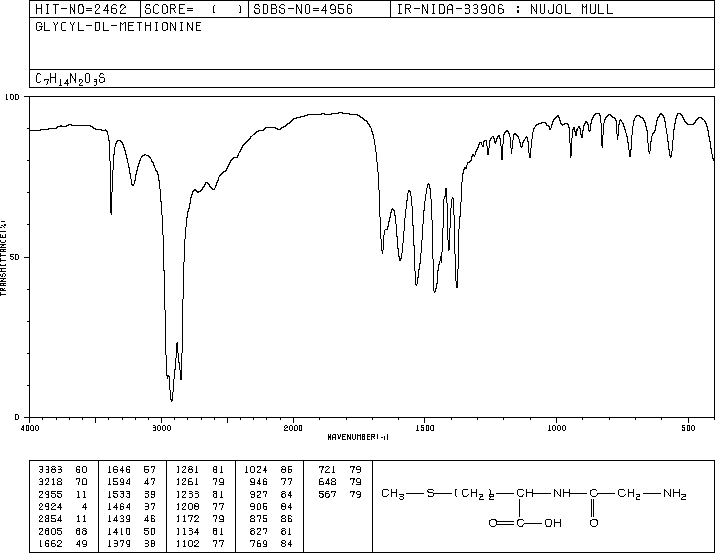 HIT-NO=2462 SCORE= ( ) SDBS-NO=4956 IR-NIDA-33906 : NUJOL MULL
GLYCYL-DL-METHIONINE
C7H14N2O3S
100
50
0
TRANSMITTANCE(%)
4000 3000 2000 1500 1000 500
WAVENUMBER(-1)
3383 60 1646 57 1281 81 1024 86 721 79
3218 70 1594 47 1261 79 946 77 648 79
2955 11 1533 39 1233 81 927 84 567 79
2924 4 1464 37 1208 77 906 84
2854 11 1439 46 1172 79 875 86
2605 68 1410 50 1134 81 827 81
1662 49 1379 38 1102 77 769 84
CH3 S (CH2)2 CH NH C CH2 NH2
O C OH O